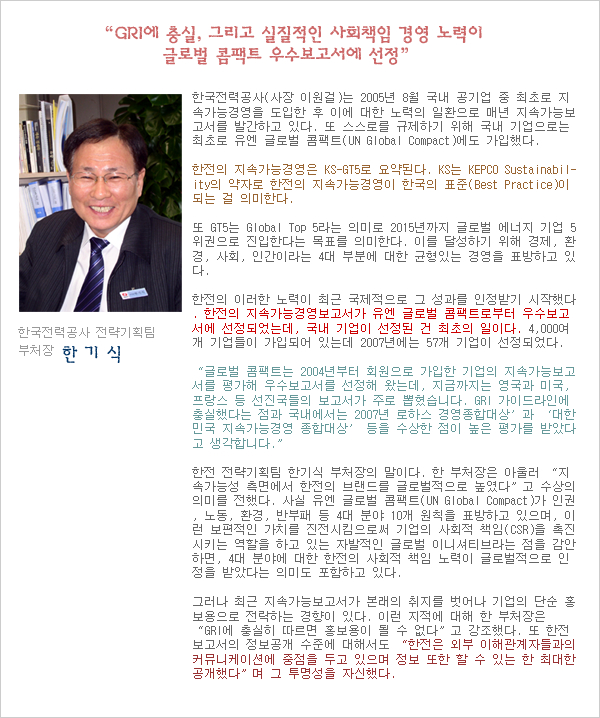 “GRI에 충실, 그리고 실질적인 사회책임 경영 노력이
글로벌 콤팩트 우수보고서에 선정”
한국전력공사 전략기획팀
부처장 한 기 식
한국전력공사(사장 이원걸)는 2005년 8월 국내 공기업 중 최초로 지
속가능경영을 도입한 후 이에 대한 노력의 일환으로 매년 지속가능보
고서를 발간하고 있다. 또 스스로를 규제하기 위해 국내 기업으로는
최초로 유엔 글로벌 콤팩트(UN Global Compact)에도 가입했다.
한전의 지속가능경영은 KS-GT5로 요약된다. KS는 KEPCO Sustainabil-
ity의 약자로 한전의 지속가능경영이 한국의 표준(Best Practice)이
되는 걸 의미한다.
또 GT5는 Global Top 5라는 의미로 2015년까지 글로벌 에너지 기업 5
위권으로 진입한다는 목표를 의미한다. 이를 달성하기 위해 경제, 환
경, 사회, 인간이라는 4대 부분에 대한 균형있는 경영을 표방하고 있
다.
한전의 이러한 노력이 최근 국제적으로 그 성과를 인정받기 시작했다
. 한전의 지속가능경영보고서가 유엔 글로벌 콤팩트로부터 우수보고
서에 선정되었는데, 국내 기업이 선정된 건 최초의 일이다. 4,000여
개 기업들이 가입되어 있는데 2007년에는 57개 기업이 선정되었다.
“글로벌 콤팩트는 2004년부터 회원으로 가입한 기업의 지속가능보고
서를 평가해 우수보고서를 선정해 왔는데, 지금까지는 영국과 미국,
프랑스 등 선진국들의 보고서가 주로 뽑혔습니다. GRI 가이드라인에
충실했다는 점과 국내에서는 2007년 로하스 경영종합대상’ 과 ‘대한
민국 지속가능경영 종합대상’ 등을 수상한 점이 높은 평가를 받았다
고 생각합니다.”
한전 전략기획팀 한기식 부처장의 말이다. 한 부처장은 아울러 “지
속가능성 측면에서 한전의 브랜드를 글로벌적으로 높였다” 고 수상의
의미를 전했다. 사실 유엔 글로벌 콤팩트(UN Global Compact)가 인권
, 노동, 환경, 반부패 등 4대 분야 10개 원칙을 표방하고 있으며, 이
런 보편적인 가치를 진전시킴으로써 기업의 사회적 책임(CSR)을 촉진
시키는 역할을 하고 있는 자발적인 글로벌 이니셔티브라는 점을 감안
하면, 4대 분야에 대한 한전의 사회적 책임 노력이 글로벌적으로 인
정을 받았다는 의미도 포함하고 있다.
그러나 최근 지속가능보고서가 본래의 취지를 벗어나 기업의 단순 홍
보용으로 전락하는 경향이 있다. 이런 지적에 대해 한 부처장은
“GRI에 충실히 따르면 홍보용이 될 수 없다” 고 강조했다. 또 한전
보고서의 정보공개 수준에 대해서도 “한전은 외부 이해관계자들과의
커뮤니케이션에 중점을 두고 있으며 정보 또한 할 수 있는 한 최대한
공개했다” 며 그 투명성을 자신했다.